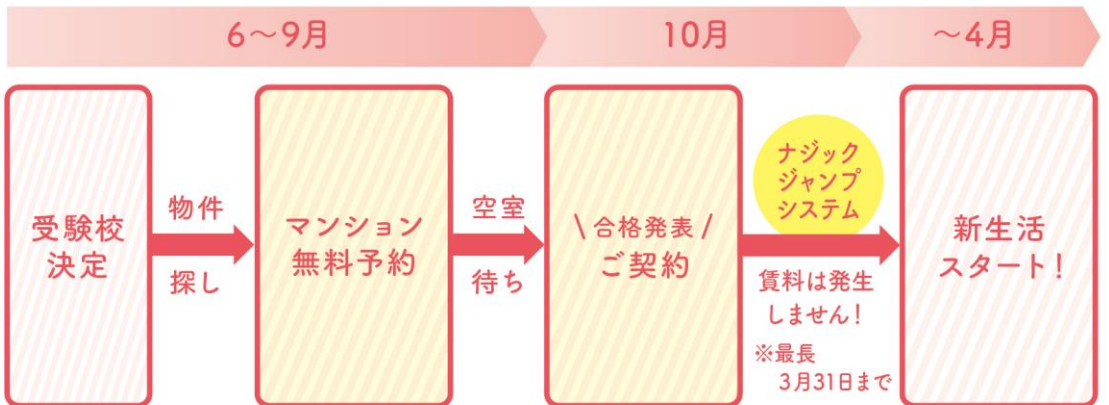 6〜9月
10月
〜4月
受験校
決定
物件
探し
マンション
無料予約
空室
待ち
\合格発表/
ご契約
ナジック
ジャンプ
システム
賃料は発生
しません!
※最長
3月31日まで
新生活
スタート!